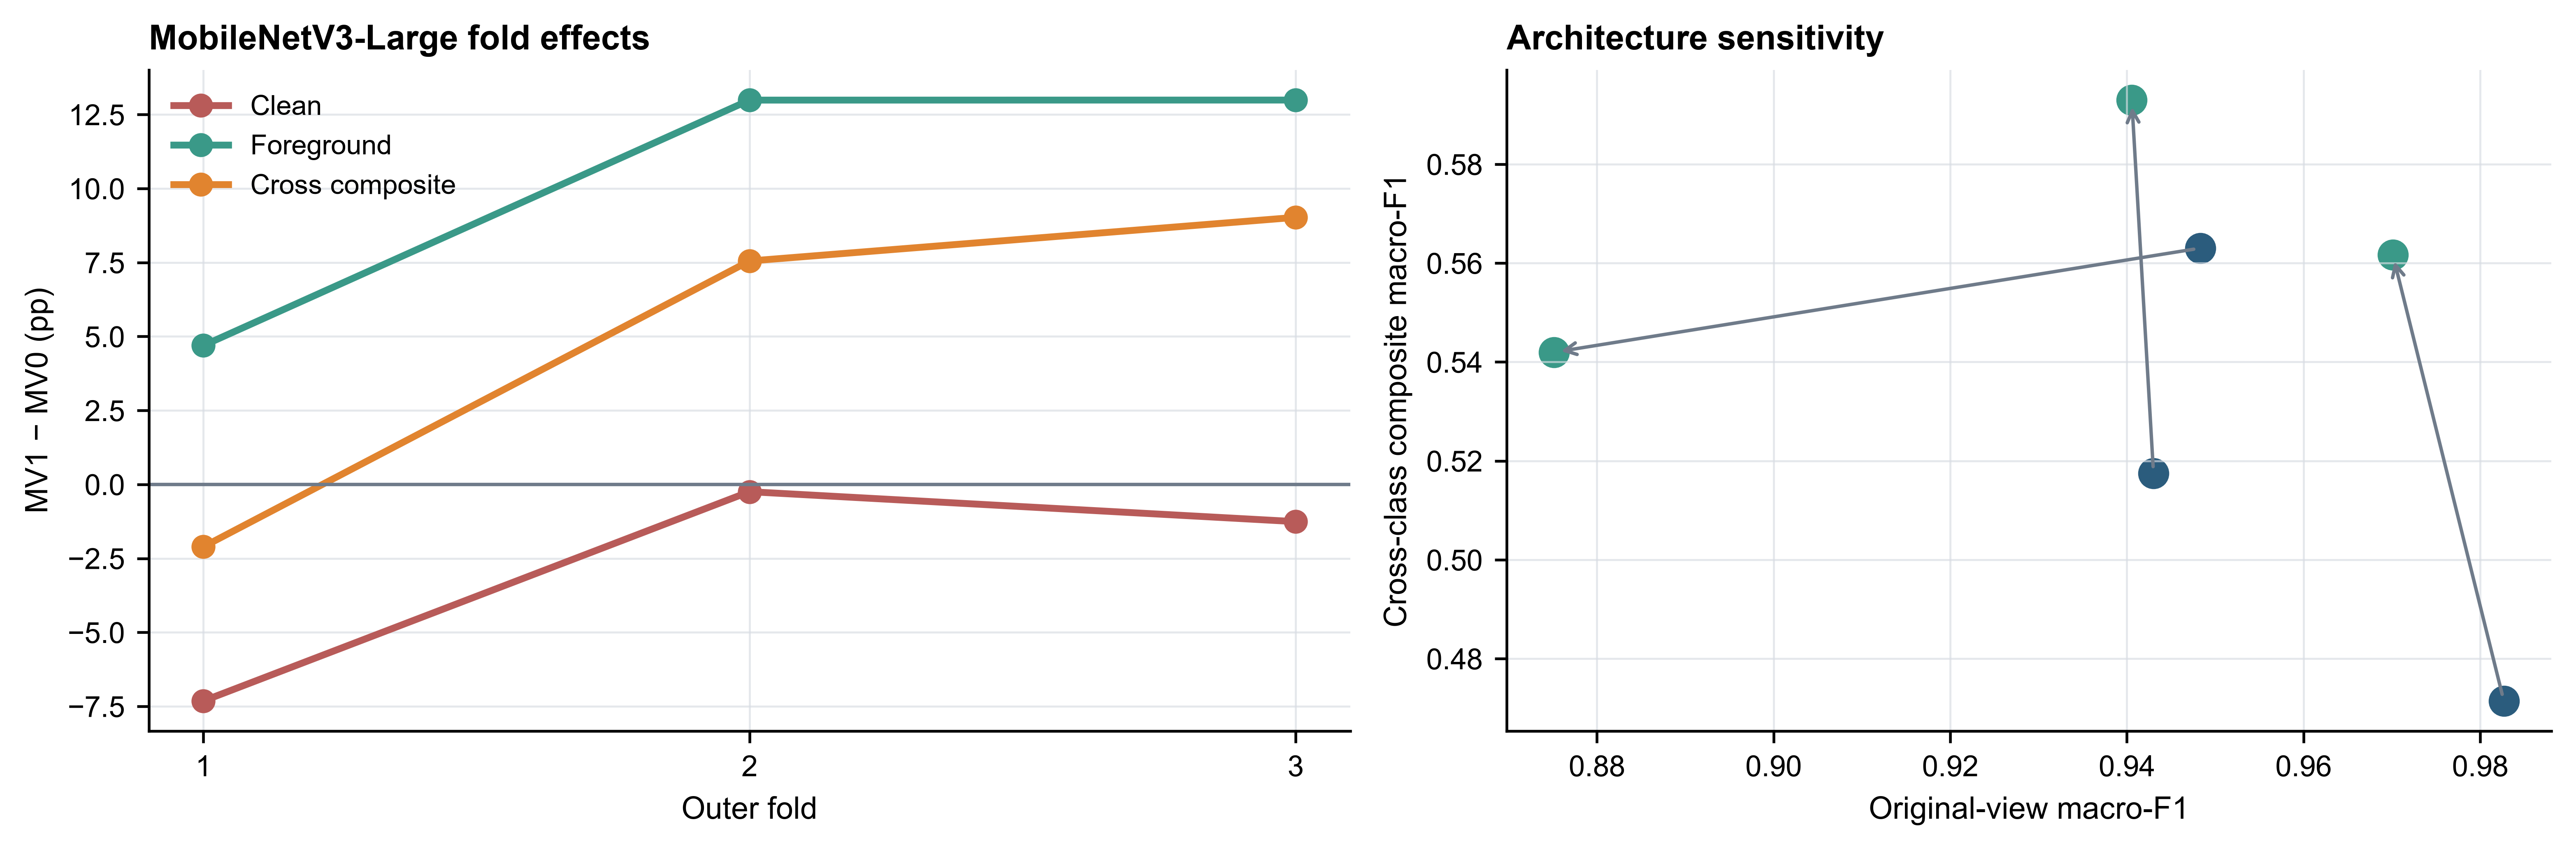 MobileNetV3-Large fold effects
Clean
Foreground
Cross composite
MV1 − MV0 (pp)
12.5
10.0
7.5
5.0
2.5
0.0
−2.5
−5.0
−7.5
1
2
3
Outer fold
Architecture sensitivity
Cross-class composite macro-F1
0.58
0.56
0.54
0.52
0.50
0.48
0.88
0.90
0.92
0.94
0.96
0.98
Original-view macro-F1